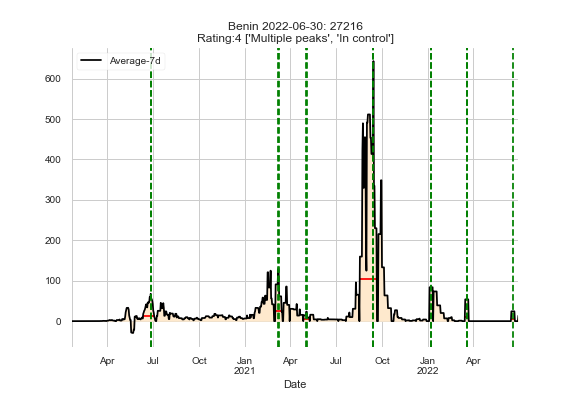 Benin 2022-06-30: 27216
Rating:4 ['Multiple peaks', 'In control']
Average-7d
600
500
400
300
200
100
0
Apr Jul Oct Jan Apr Jul Oct Jan Apr
2021 2022
Date